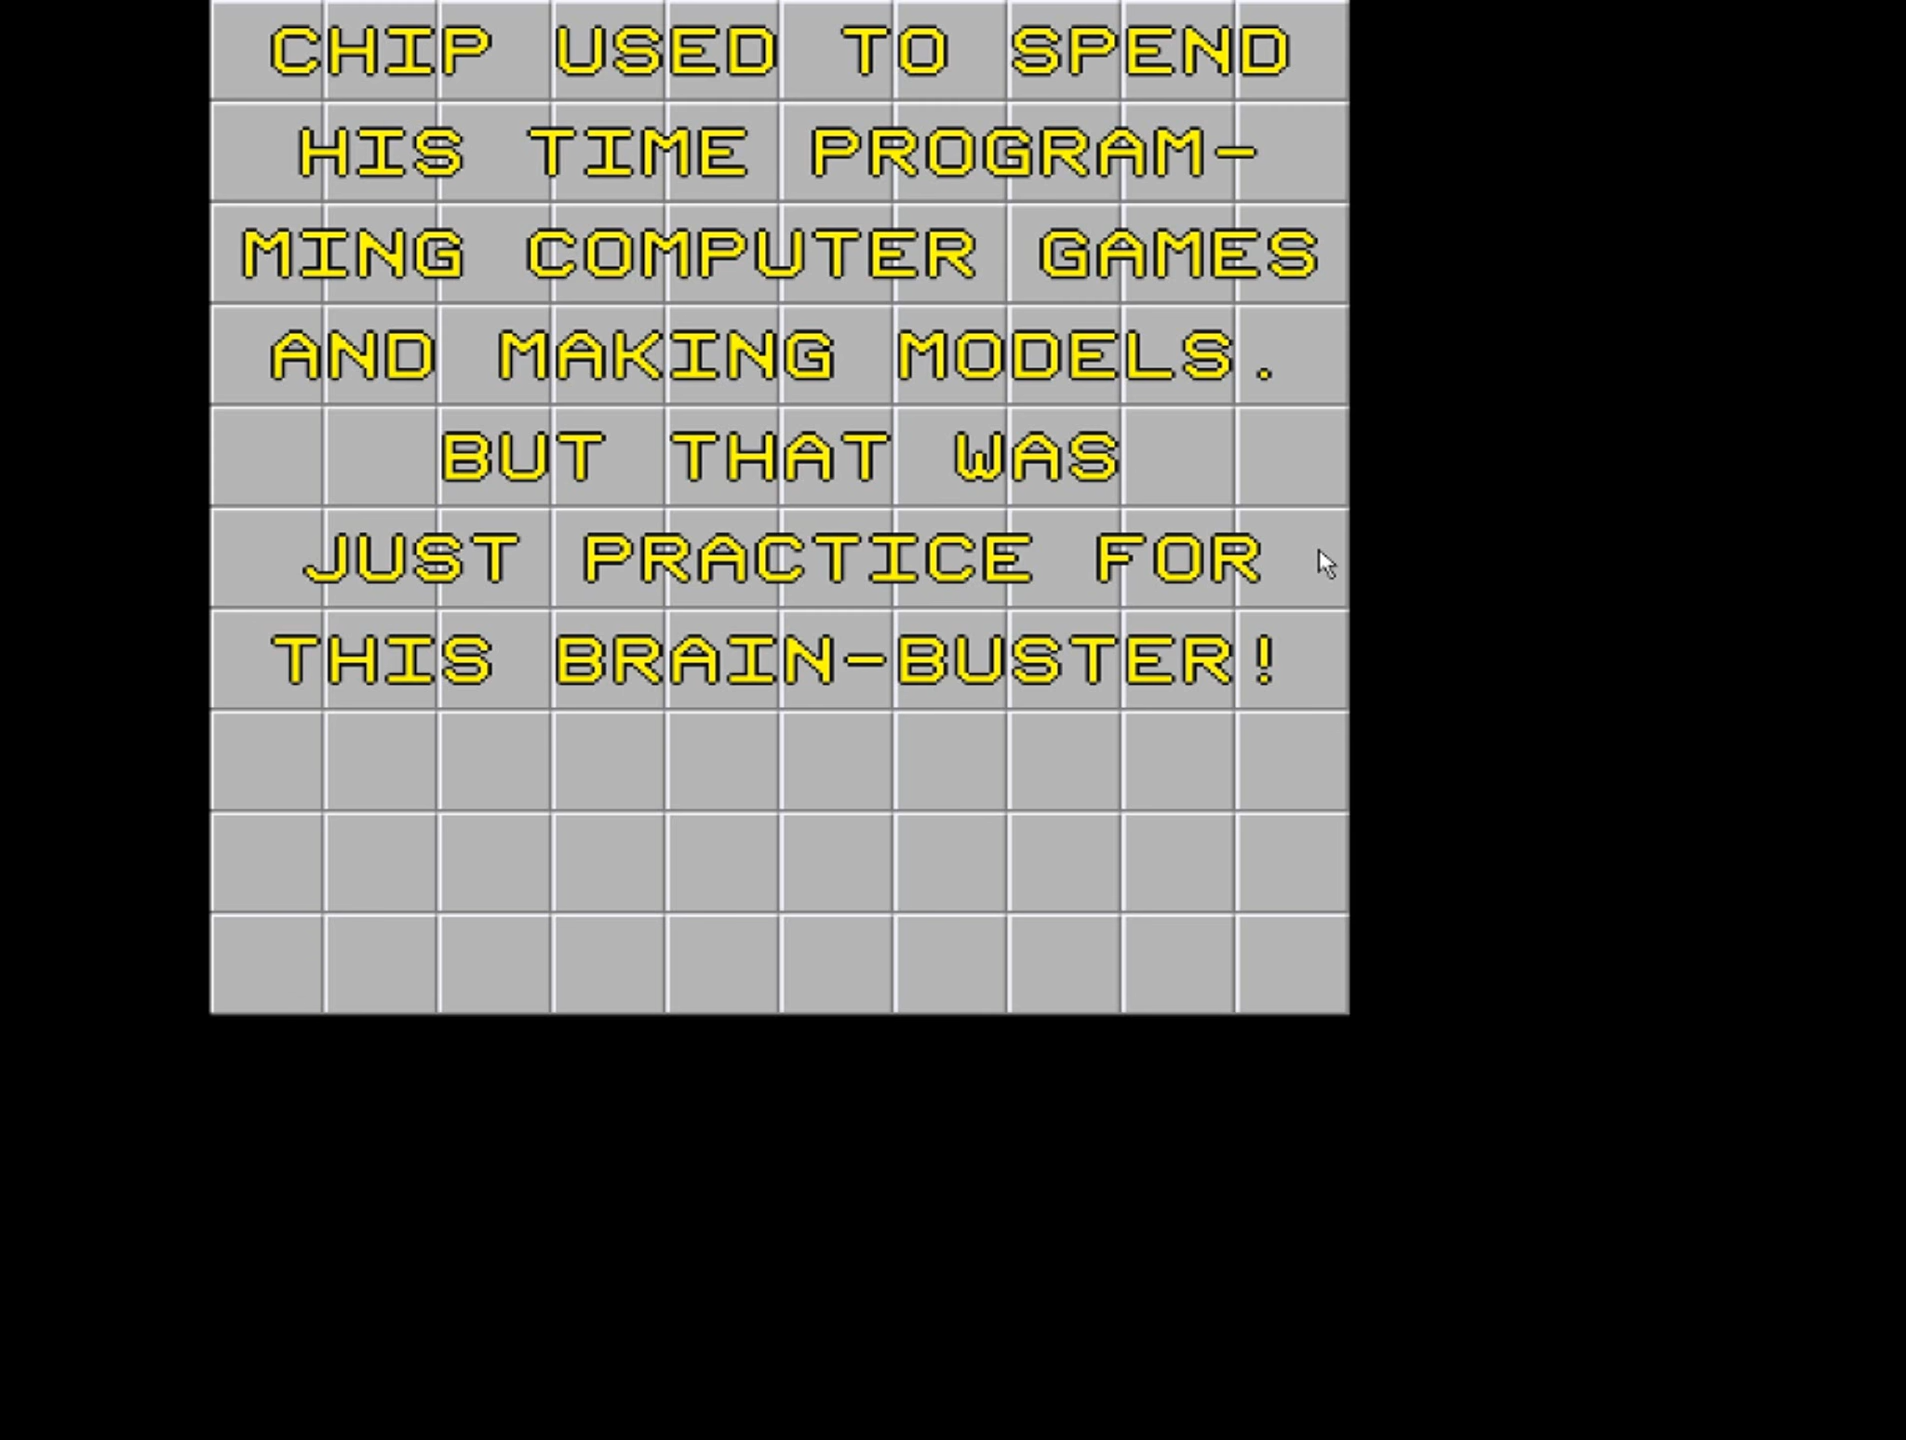 CHIP USED TO SPEND
HIS TIME PROGRAM-
MING COMPUTER GAMES
AND MAKING MODELS.
BUT THAT WAS
JUST PRACTICE FOR
THIS BRAIN-BUSTER!